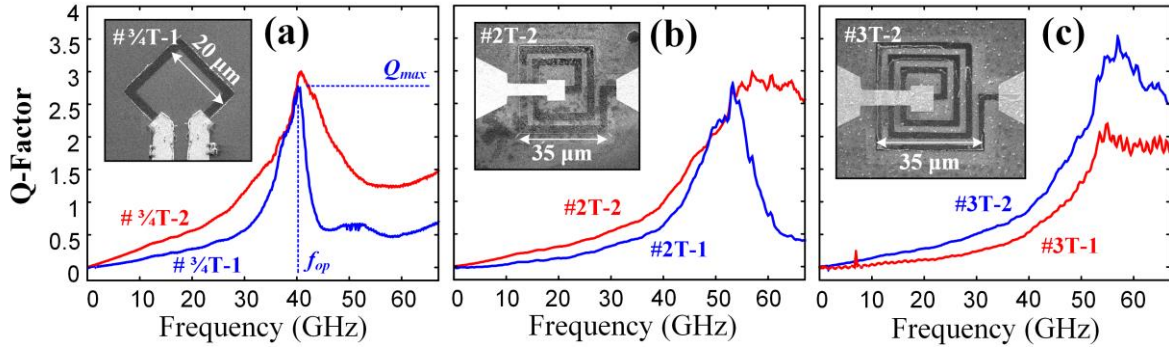 Q-Factor
3.5
3
2.5
2
1.5
1
0.5
0
# ¾T-1
20 μm
(a)
Qmax
# ¾T-2
# ¾T-1
fop
0 10 20 30 40 50 60
Frequency (GHz)
#2T-2
35 μm
(b)
#2T-2
#2T-1
0 10 20 30 40 50 60
Frequency (GHz)
#3T-2
35 μm
(c)
#3T-2
#3T-1
0 10 20 30 40 50 60
Frequency (GHz)